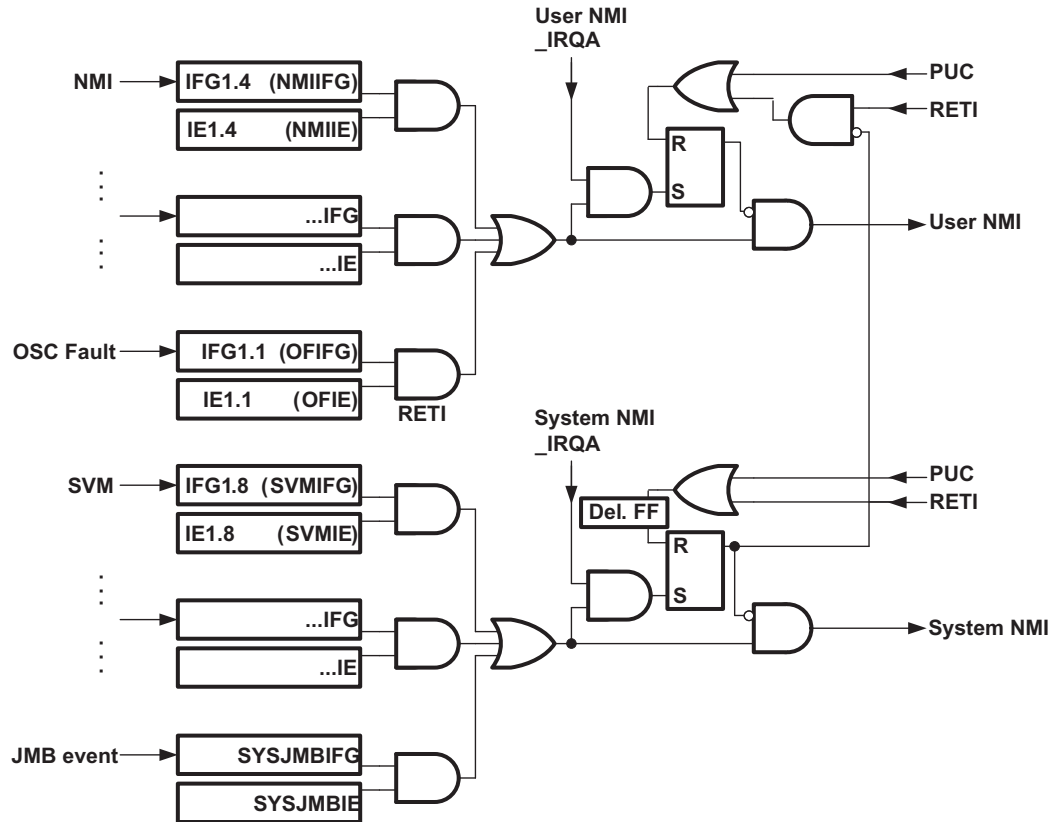 User NMI
_IRQA
NMI
IFG1.4 (NMIIFG)
IE1.4 (NMIIE)
PUC
RETI
R
S
...IFG
...IE
User NMI
OSC Fault
IFG1.1 (OFIFG)
IE1.1 (OFIE)
RETI
System NMI
_IRQA
SVM
IFG1.8 (SVMIFG)
IE1.8 (SVMIE)
PUC
RETI
Del. FF
R
S
...IFG
...IE
System NMI
JMB event
SYSJMBIFG
SYSJMBIE